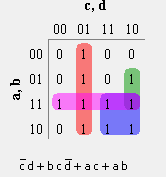 c, d
00 01 11 10
a, b
00 0 1 0 0
01 0 1 0 1
11 1 1 1 1
10 0 1 1 1
c̅d+bcd̅+ac+ab